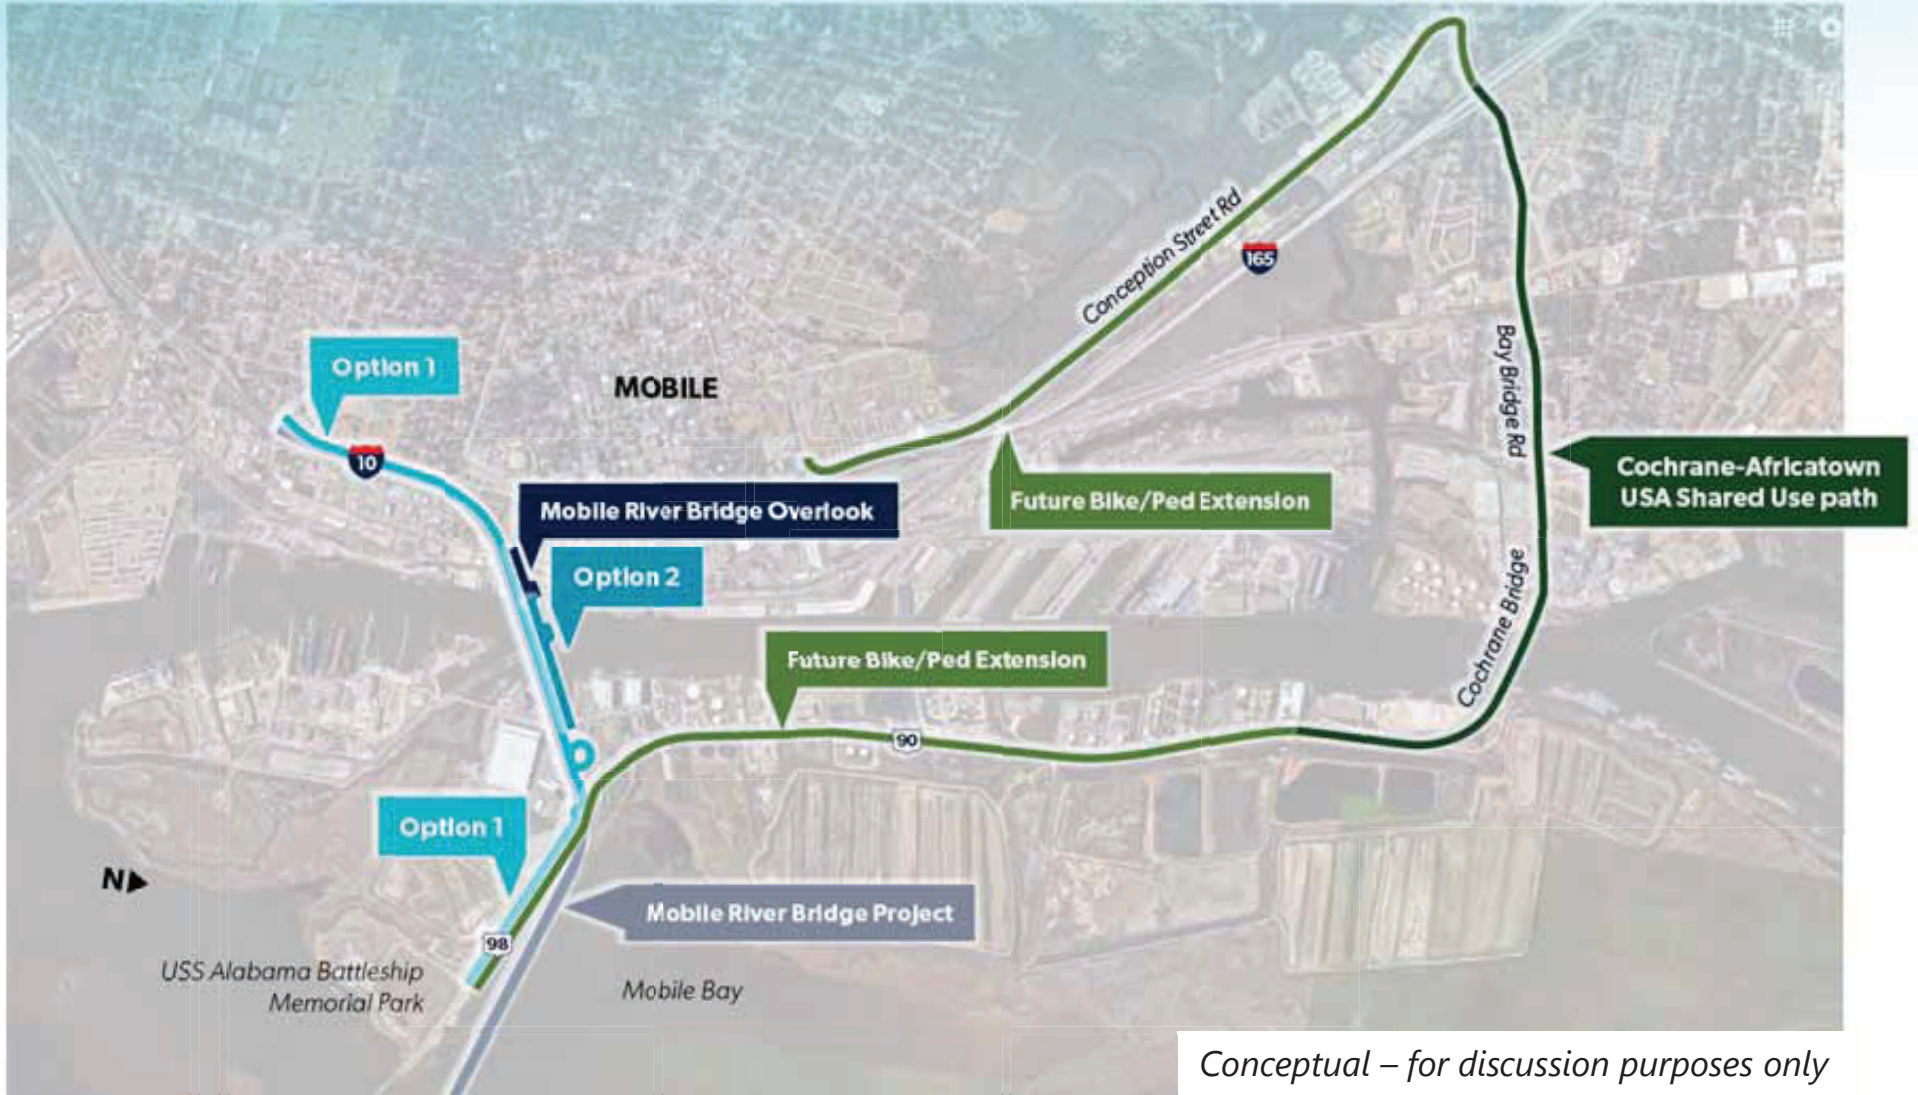 Conception Street Rd
165
Option 1
MOBILE
10
Bay Bridge Rd
Cochrane-Africatown
USA Shared Use path
Mobile River Bridge Overlook
Future Bike/Ped Extension
Option 2
Cochrane Bridge
Future Bike/Ped Extension
90
Option 1
N
Mobile River Bridge Project
98
USS Alabama Battleship
Memorial Park
Mobile Bay
Conceptual – for discussion purposes only